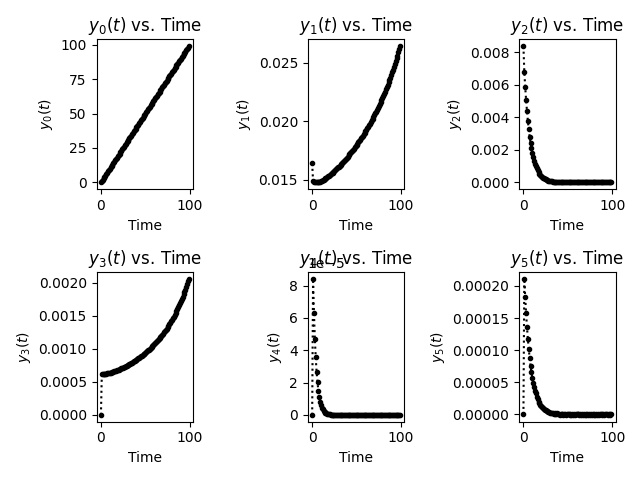 y₀(t) vs. Time
y₁(t) vs. Time
y₂(t) vs. Time
100
75
50
25
0
y₀(t)
0
100
Time
0.025
0.020
0.015
y₁(t)
0
100
Time
0.008
0.006
0.004
0.002
0.000
y₂(t)
0
100
Time
y₃(t) vs. Time
y₄(t) vs. Time
y₅(t) vs. Time
0.0020
0.0015
0.0010
0.0005
0.0000
y₃(t)
0
100
Time
1e−5
8
6
4
2
0
y₄(t)
0
100
Time
0.00020
0.00015
0.00010
0.00005
0.00000
y₅(t)
0
100
Time